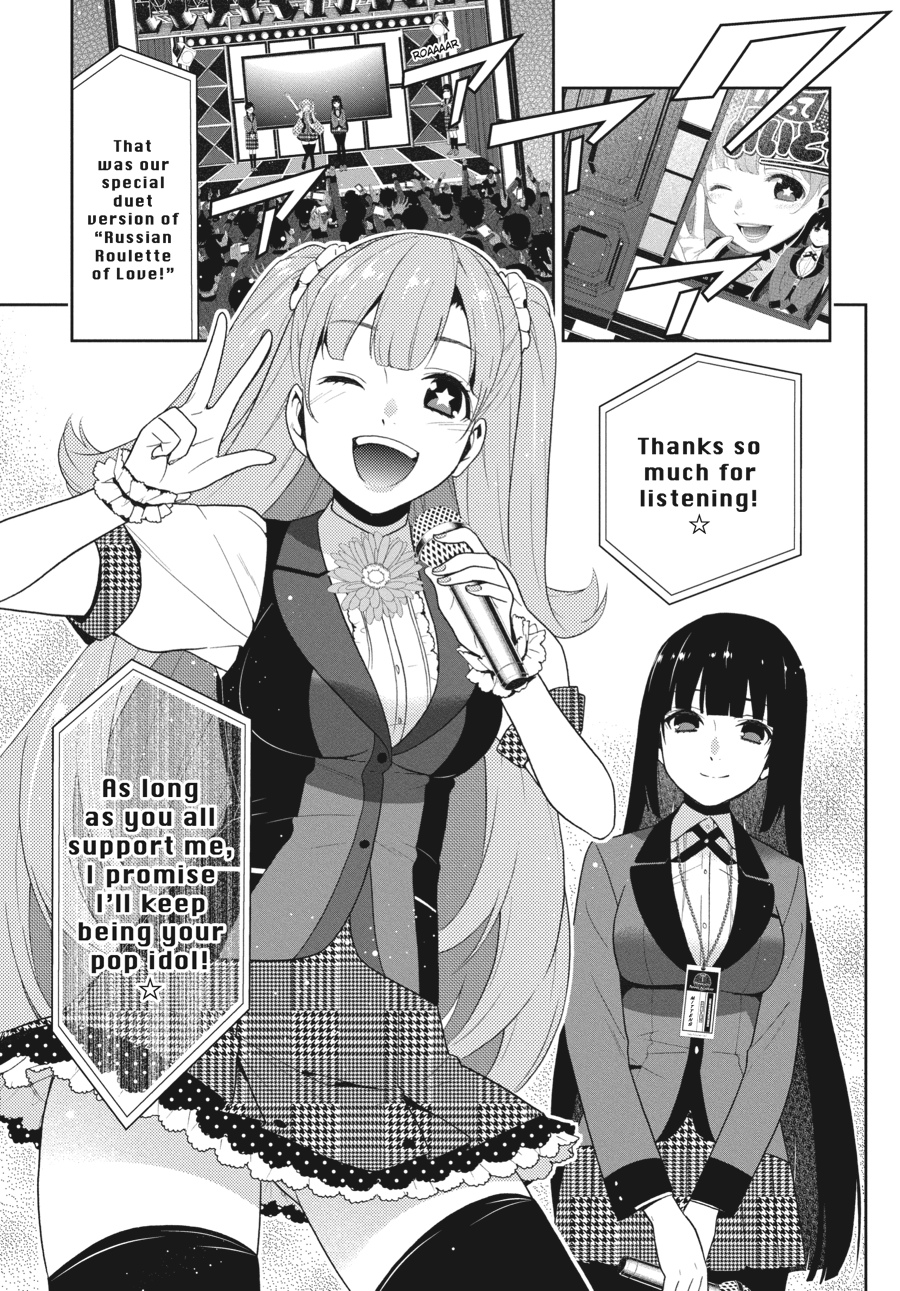 ROAAAAR
That
was our
special
duet
version of
"Russian
Roulette
of Love!"
Thanks so
much for
listening!
☆
As long
as you all
support me,
I promise
I'll keep
being your
pop idol!
☆
MITTENS